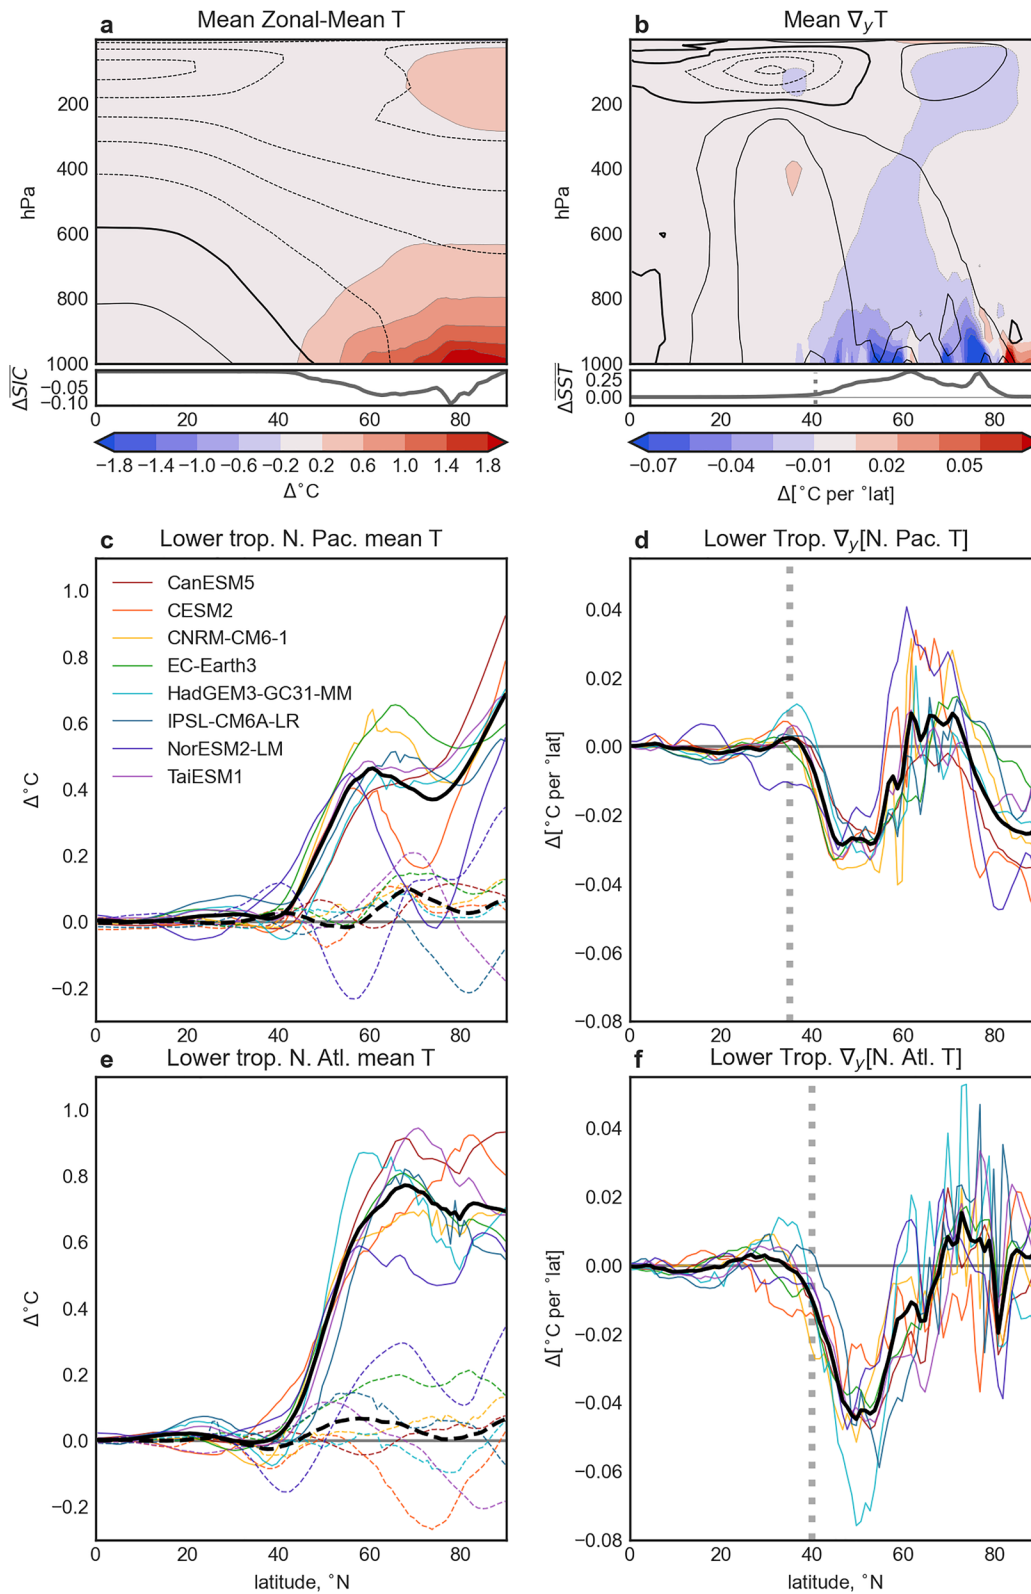 a Mean Zonal-Mean T
200
400
600
800
1000
hPa
ΔSIC
−0.05
−0.10
0 20 40 60 80
−1.8 −1.4 −1.0 −0.6 −0.2 0.2 0.6 1.0 1.4 1.8
Δ°C
b Mean ∇yT
200
400
600
800
1000
hPa
ΔSST
0.25
0.00
0 20 40 60 80
−0.07 −0.04 −0.01 0.02 0.05
Δ[°C per °lat]
c Lower trop. N. Pac. mean T
1.0
0.8
0.6
0.4
0.2
0.0
−0.2
Δ°C
CanESM5
CESM2
CNRM-CM6-1
EC-Earth3
HadGEM3-GC31-MM
IPSL-CM6A-LR
NorESM2-LM
TaiESM1
0 20 40 60 80
d Lower Trop. ∇y[N. Pac. T]
0.04
0.02
0.00
−0.02
−0.04
−0.06
−0.08
Δ[°C per °lat]
0 20 40 60 80
e Lower trop. N. Atl. mean T
1.0
0.8
0.6
0.4
0.2
0.0
−0.2
Δ°C
0 20 40 60 80
latitude, °N
f Lower Trop. ∇y[N. Atl. T]
0.04
0.02
0.00
−0.02
−0.04
−0.06
−0.08
Δ[°C per °lat]
0 20 40 60 80
latitude, °N